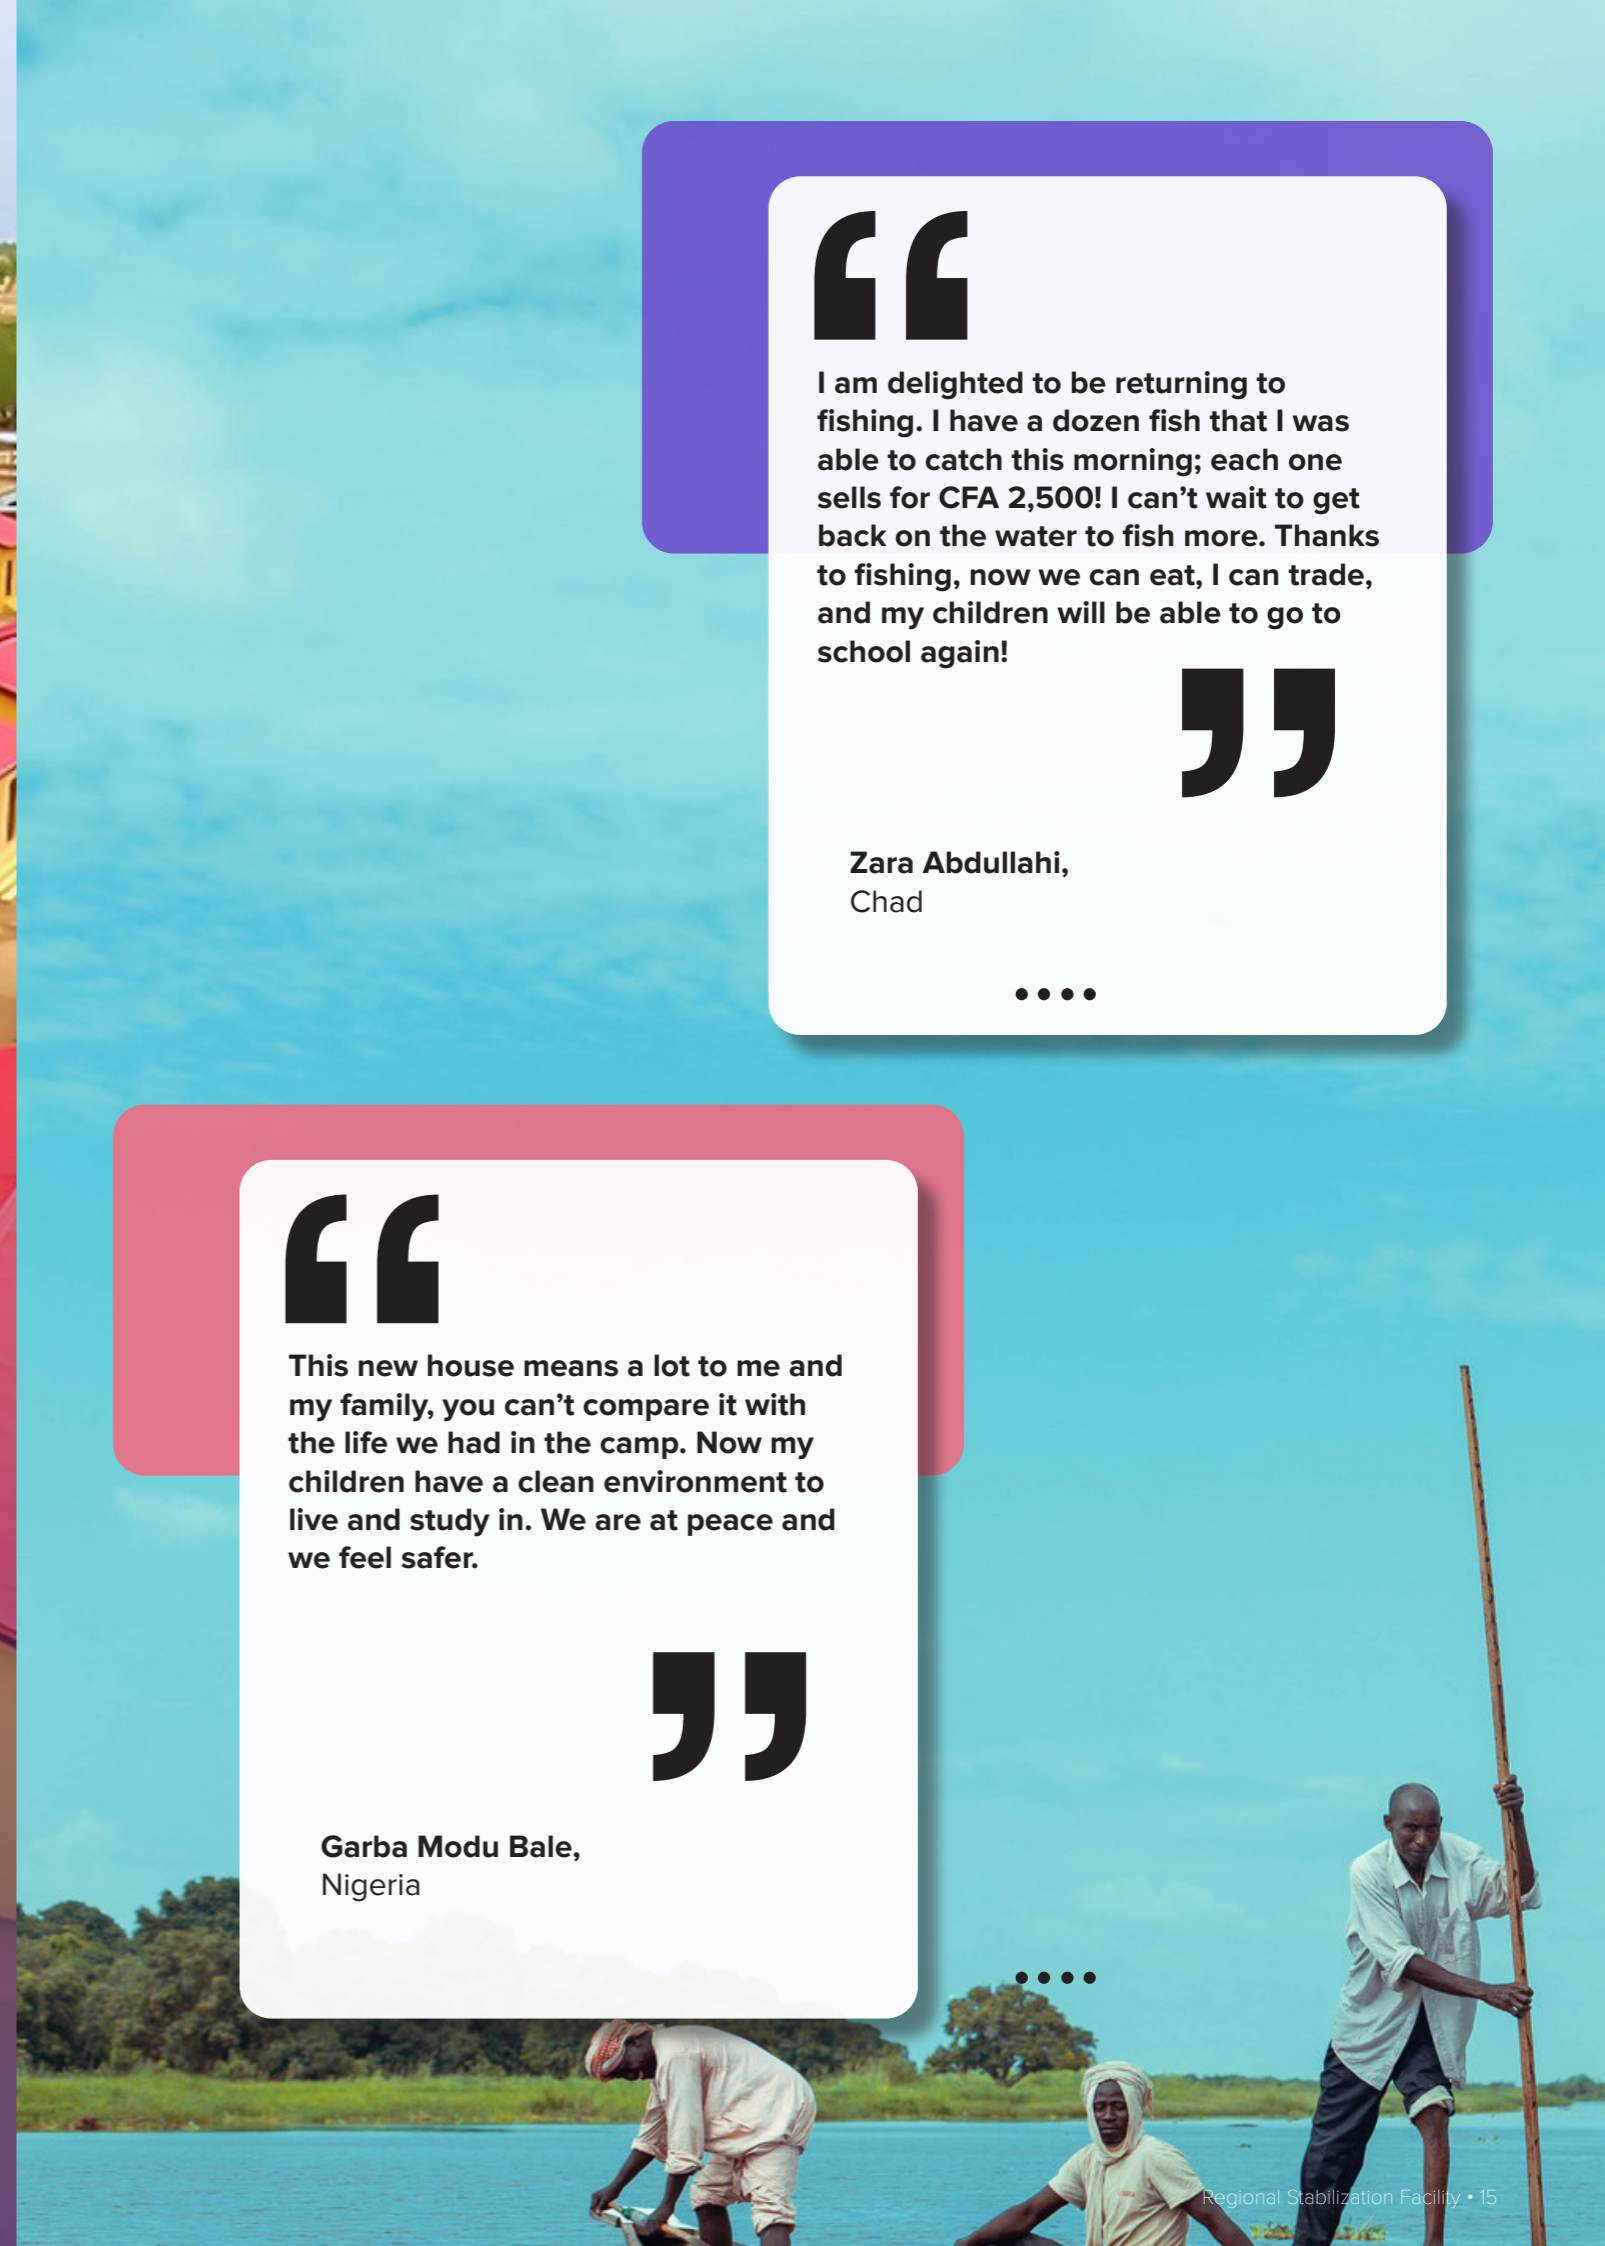 “
I am delighted to be returning to
fishing. I have a dozen fish that I was
able to catch this morning; each one
sells for CFA 2,500! I can’t wait to get
back on the water to fish more. Thanks
to fishing, now we can eat, I can trade,
and my children will be able to go to
school again!
”
Zara Abdullahi,
Chad
••••
“
This new house means a lot to me and
my family, you can’t compare it with
the life we had in the camp. Now my
children have a clean environment to
live and study in. We are at peace and
we feel safer.
”
Garba Modu Bale,
Nigeria
••••
Regional Stabilization Facility • 15